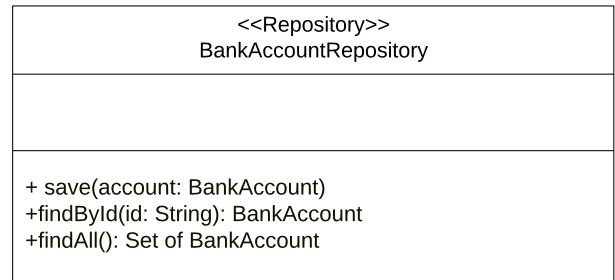 <<Repository>>
BankAccountRepository
+ save(account: BankAccount)
+findById(id: String): BankAccount
+findAll(): Set of BankAccount